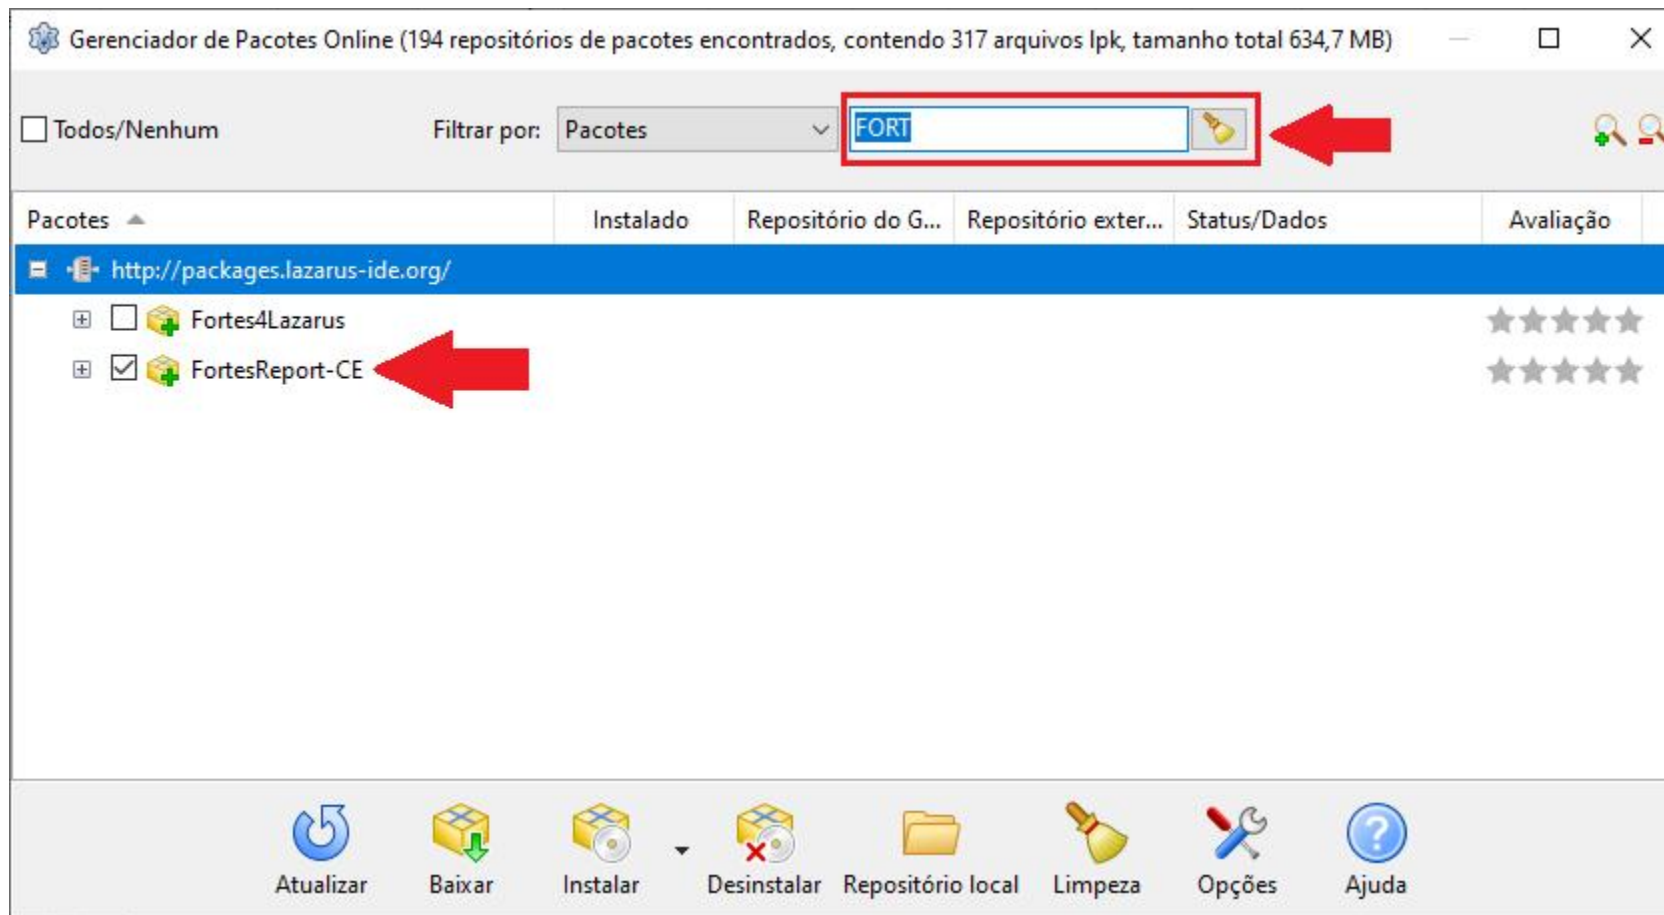 Gerenciador de Pacotes Online (194 repositórios de pacotes encontrados, contendo 317 arquivos lpk, tamanho total 634,7 MB)
Todos/Nenhum Filtrar por: Pacotes FORT
Pacotes Instalado Repositório do G... Repositório exter... Status/Dados Avaliação
http://packages.lazarus-ide.org/
Fortes4Lazarus
FortesReport-CE
Atualizar Baixar Instalar Desinstalar Repositório local Limpeza Opções Ajuda